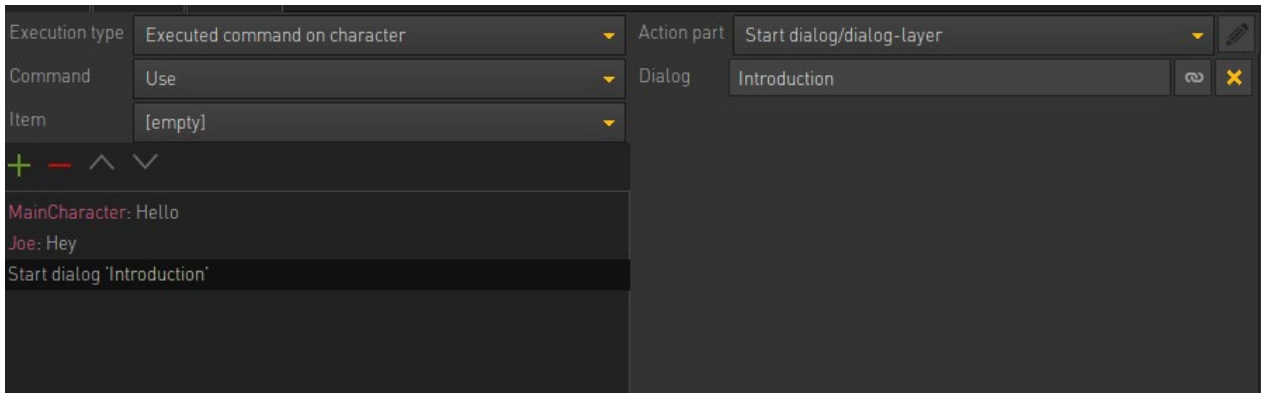 Execution type Executed command on character
Command Use
Item [empty]
MainCharacter: Hello
Joe: Hey
Start dialog 'Introduction'
Action part Start dialog/dialog-layer
Dialog Introduction